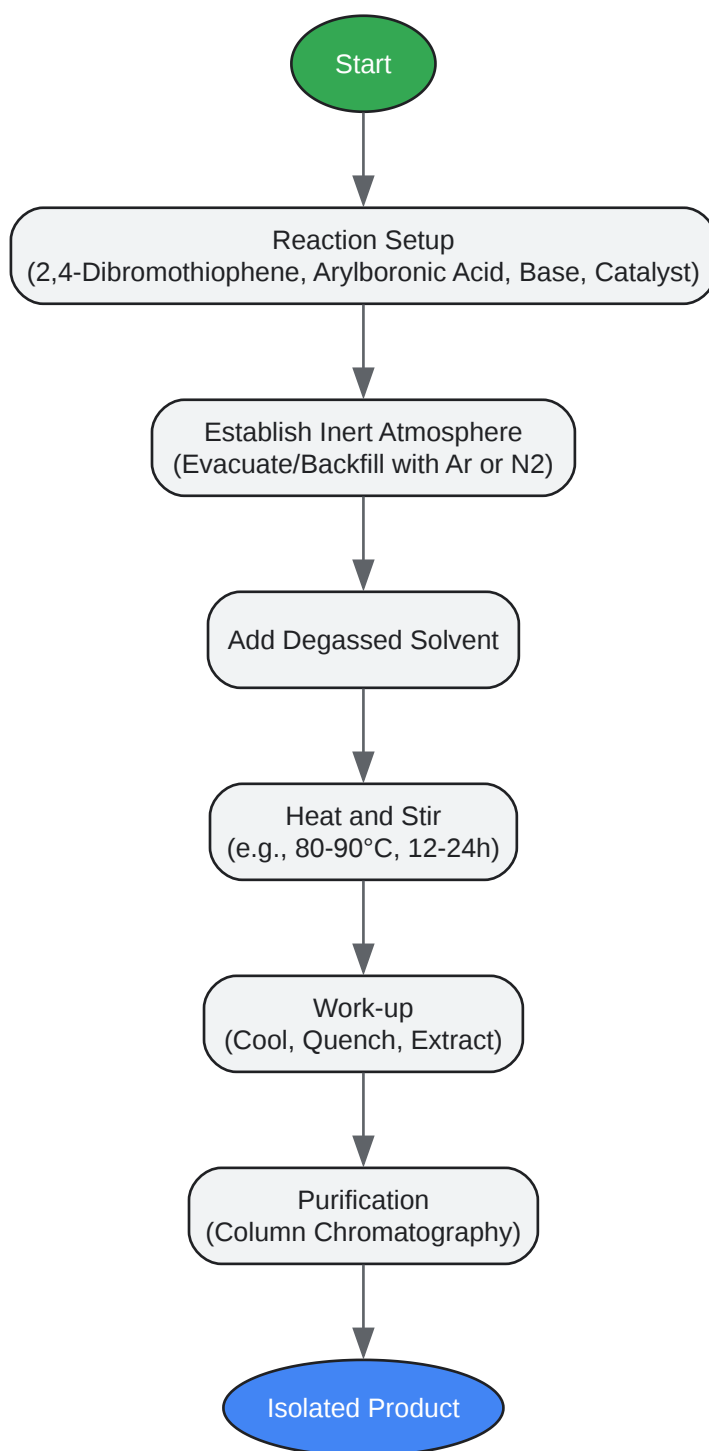 Start
Reaction Setup
(2,4-Dibromothiophene, Arylboronic Acid, Base, Catalyst)
Establish Inert Atmosphere
(Evacuate/Backfill with Ar or N2)
Add Degassed Solvent
Heat and Stir
(e.g., 80-90°C, 12-24h)
Work-up
(Cool, Quench, Extract)
Purification
(Column Chromatography)
Isolated Product